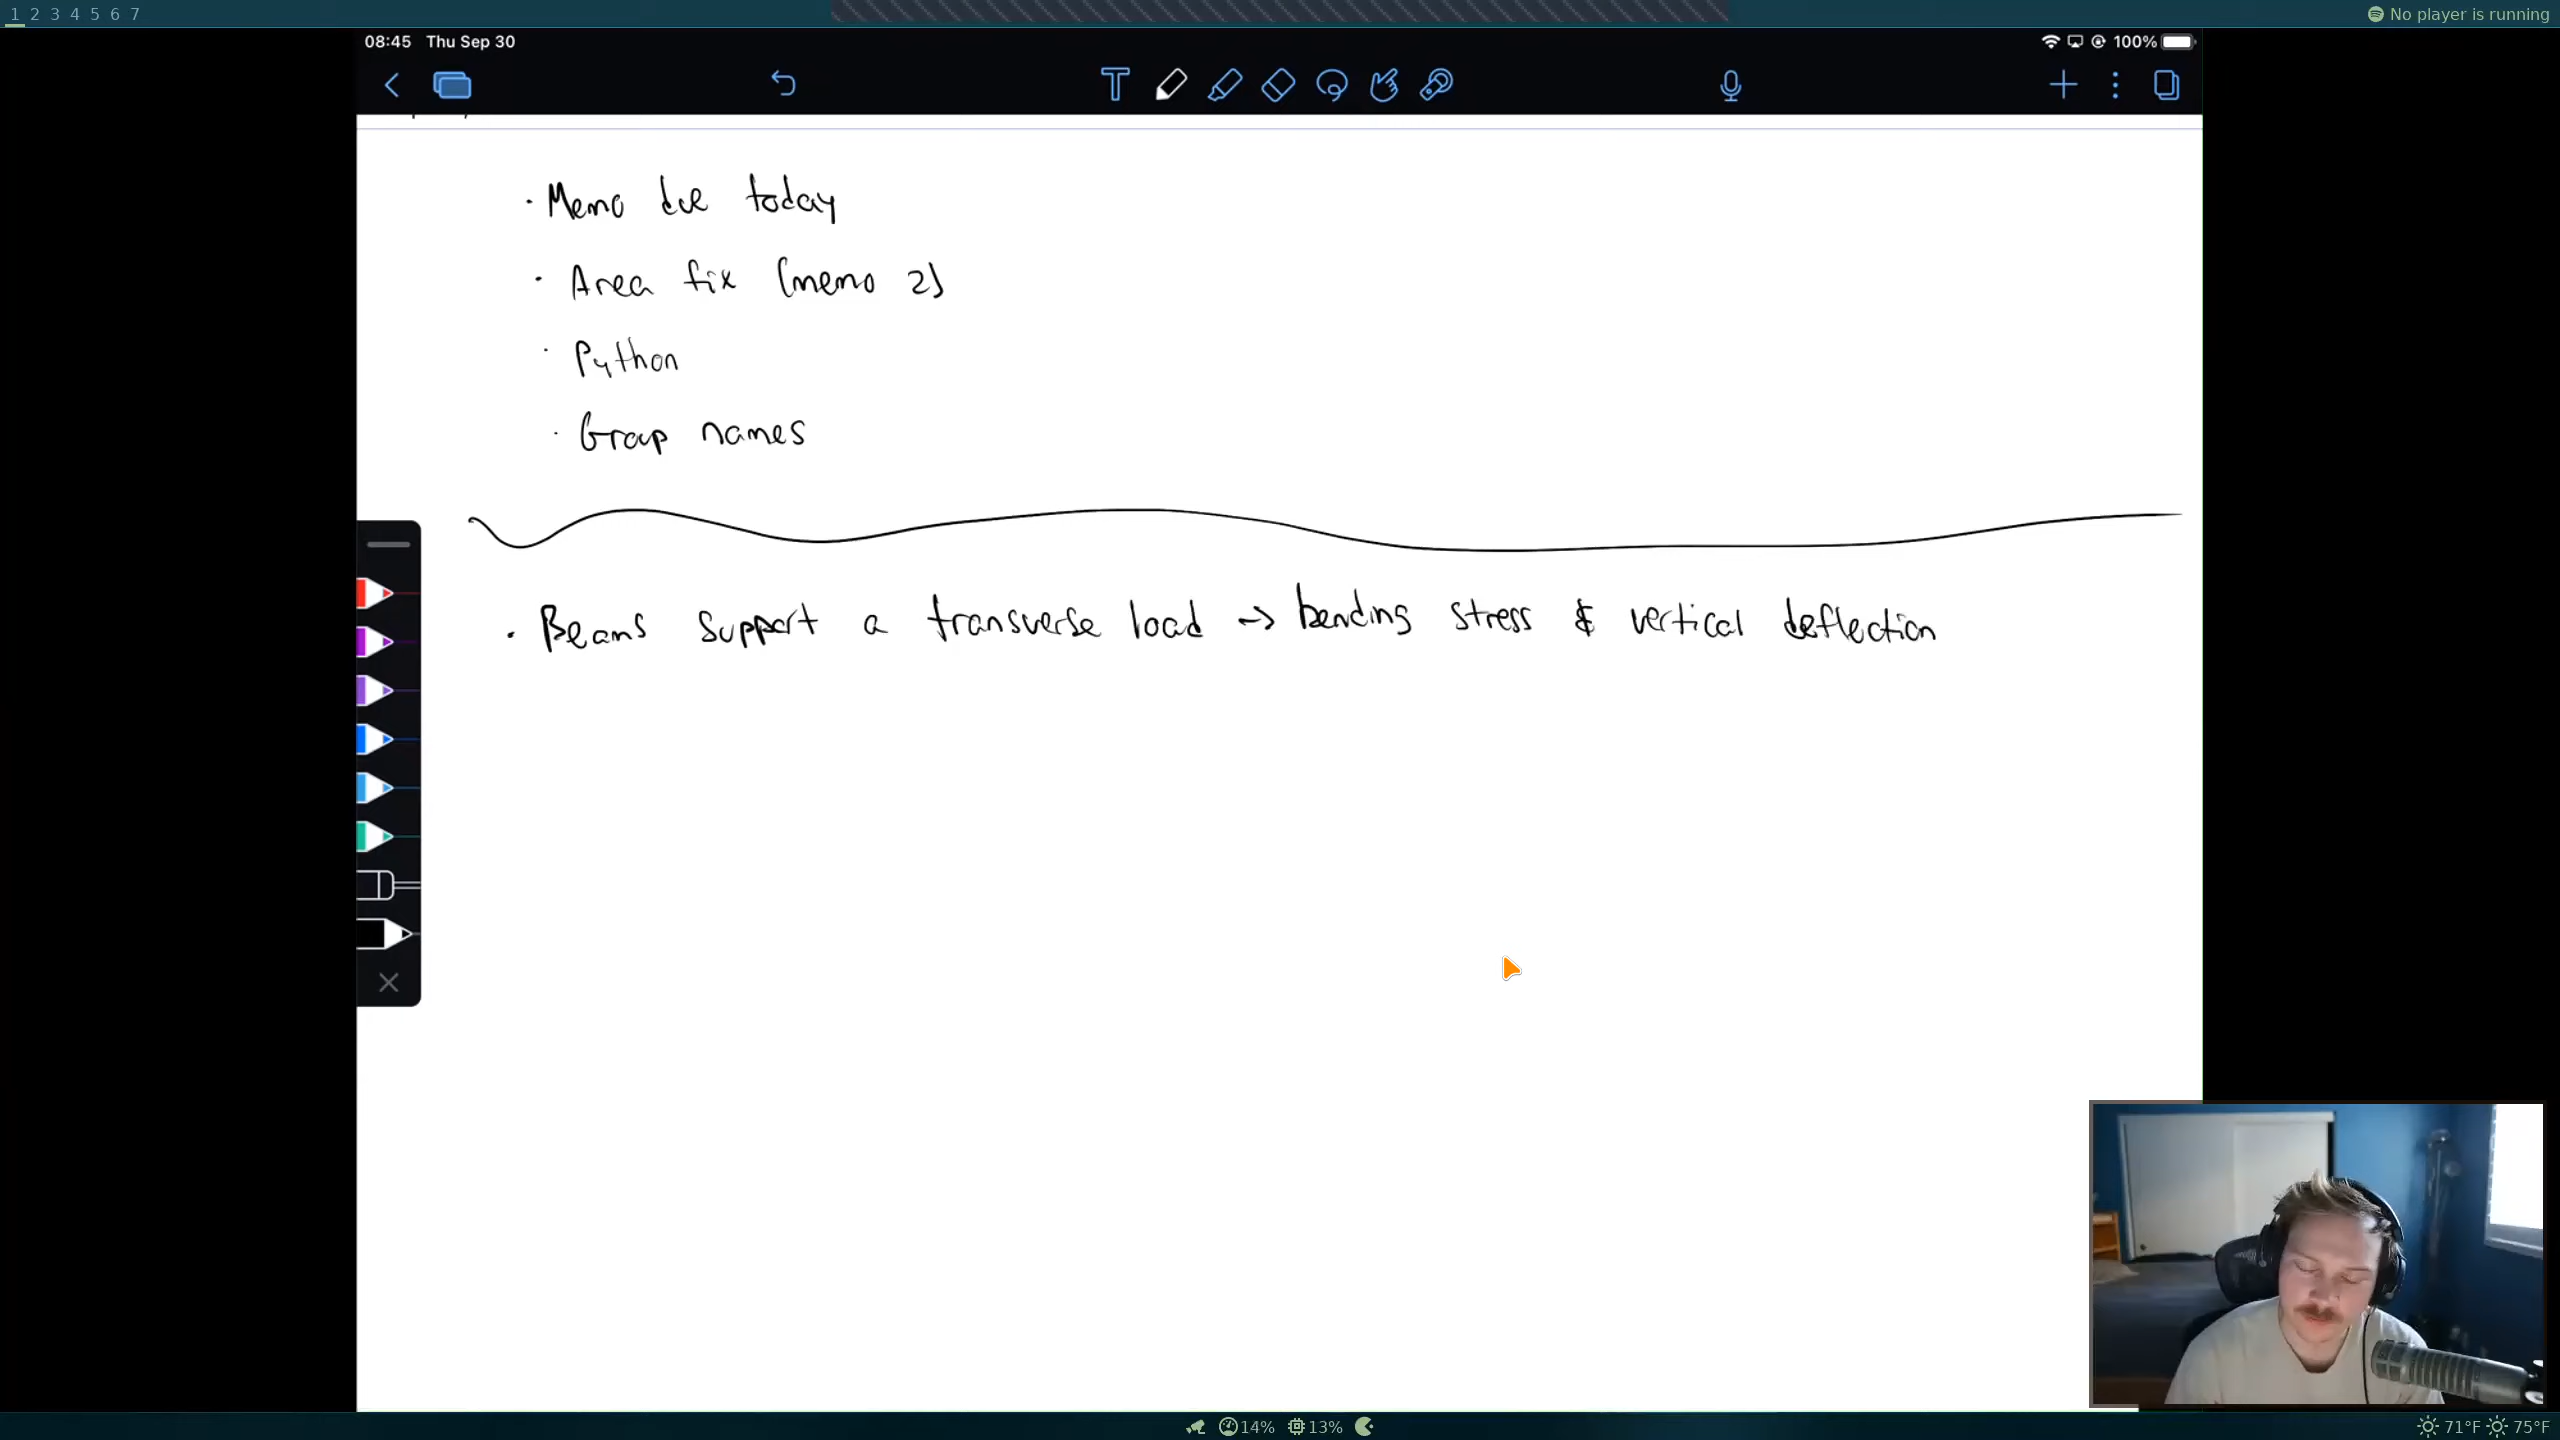 1 2 3 4 5 6 7
No player is running
08:45 Thu Sep 30
100%
· Memo due today
· Area fix (memo 2)
· Python
· Group names
· Beams support a transverse load → bending stress & vertical deflection
14% 13%
71°F 75°F